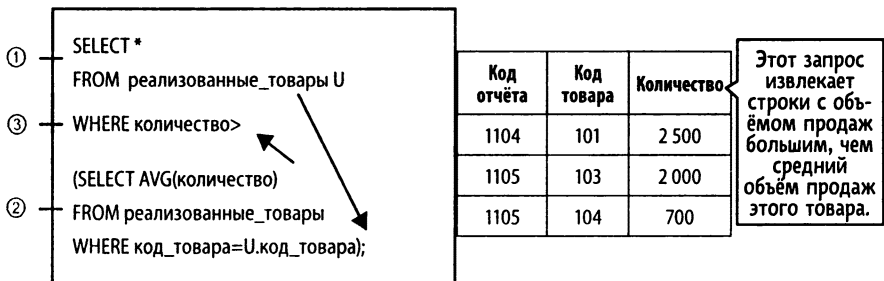 ① SELECT *
FROM реализованные_товары U
③ WHERE количество>
(SELECT AVG(количество)
② FROM реализованные_товары
WHERE код_товара=U.код_товара);
Код отчёта Код товара Количество
1104 101 2 500
1105 103 2 000
1105 104 700
Этот запрос
извлекает
строки с объ-
ёмом продаж
большим, чем
средний
объём продаж
этого товара.